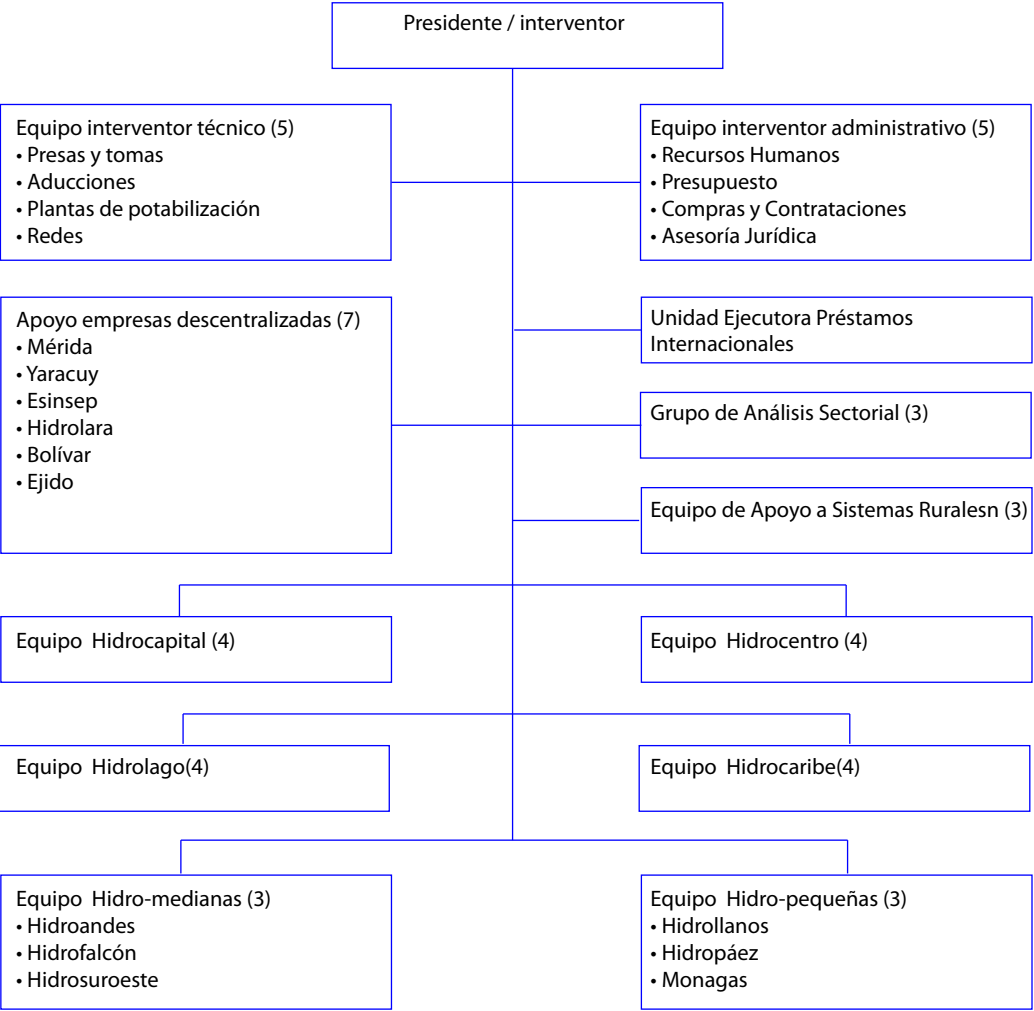 Presidente / interventor
Equipo interventor técnico (5)
• Presas y tomas
• Aducciones
• Plantas de potabilización
• Redes
Equipo interventor administrativo (5)
• Recursos Humanos
• Presupuesto
• Compras y Contrataciones
• Asesoría Jurídica
Apoyo empresas descentralizadas (7)
• Mérida
• Yaracuy
• Esinsep
• Hidrolara
• Bolívar
• Ejido
Unidad Ejecutora Préstamos
Internacionales
Grupo de Análisis Sectorial (3)
Equipo de Apoyo a Sistemas Ruralesn (3)
Equipo Hidrocapital (4)
Equipo Hidrocentro (4)
Equipo Hidrolago(4)
Equipo Hidrocaribe(4)
Equipo Hidro-medianas (3)
• Hidroandes
• Hidrofalcón
• Hidrosuroeste
Equipo Hidro-pequeñas (3)
• Hidrollanos
• Hidropáez
• Monagas